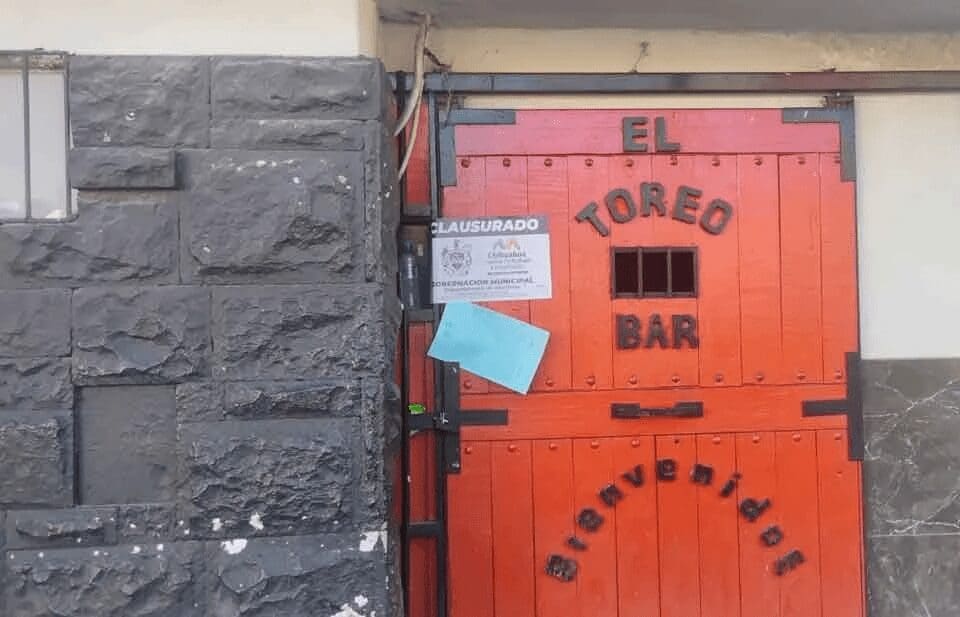 EL
TOREO
BAR
Bienvenidos
CLAUSURADO
Chihuahua
GOBERNACIÓN MUNICIPAL